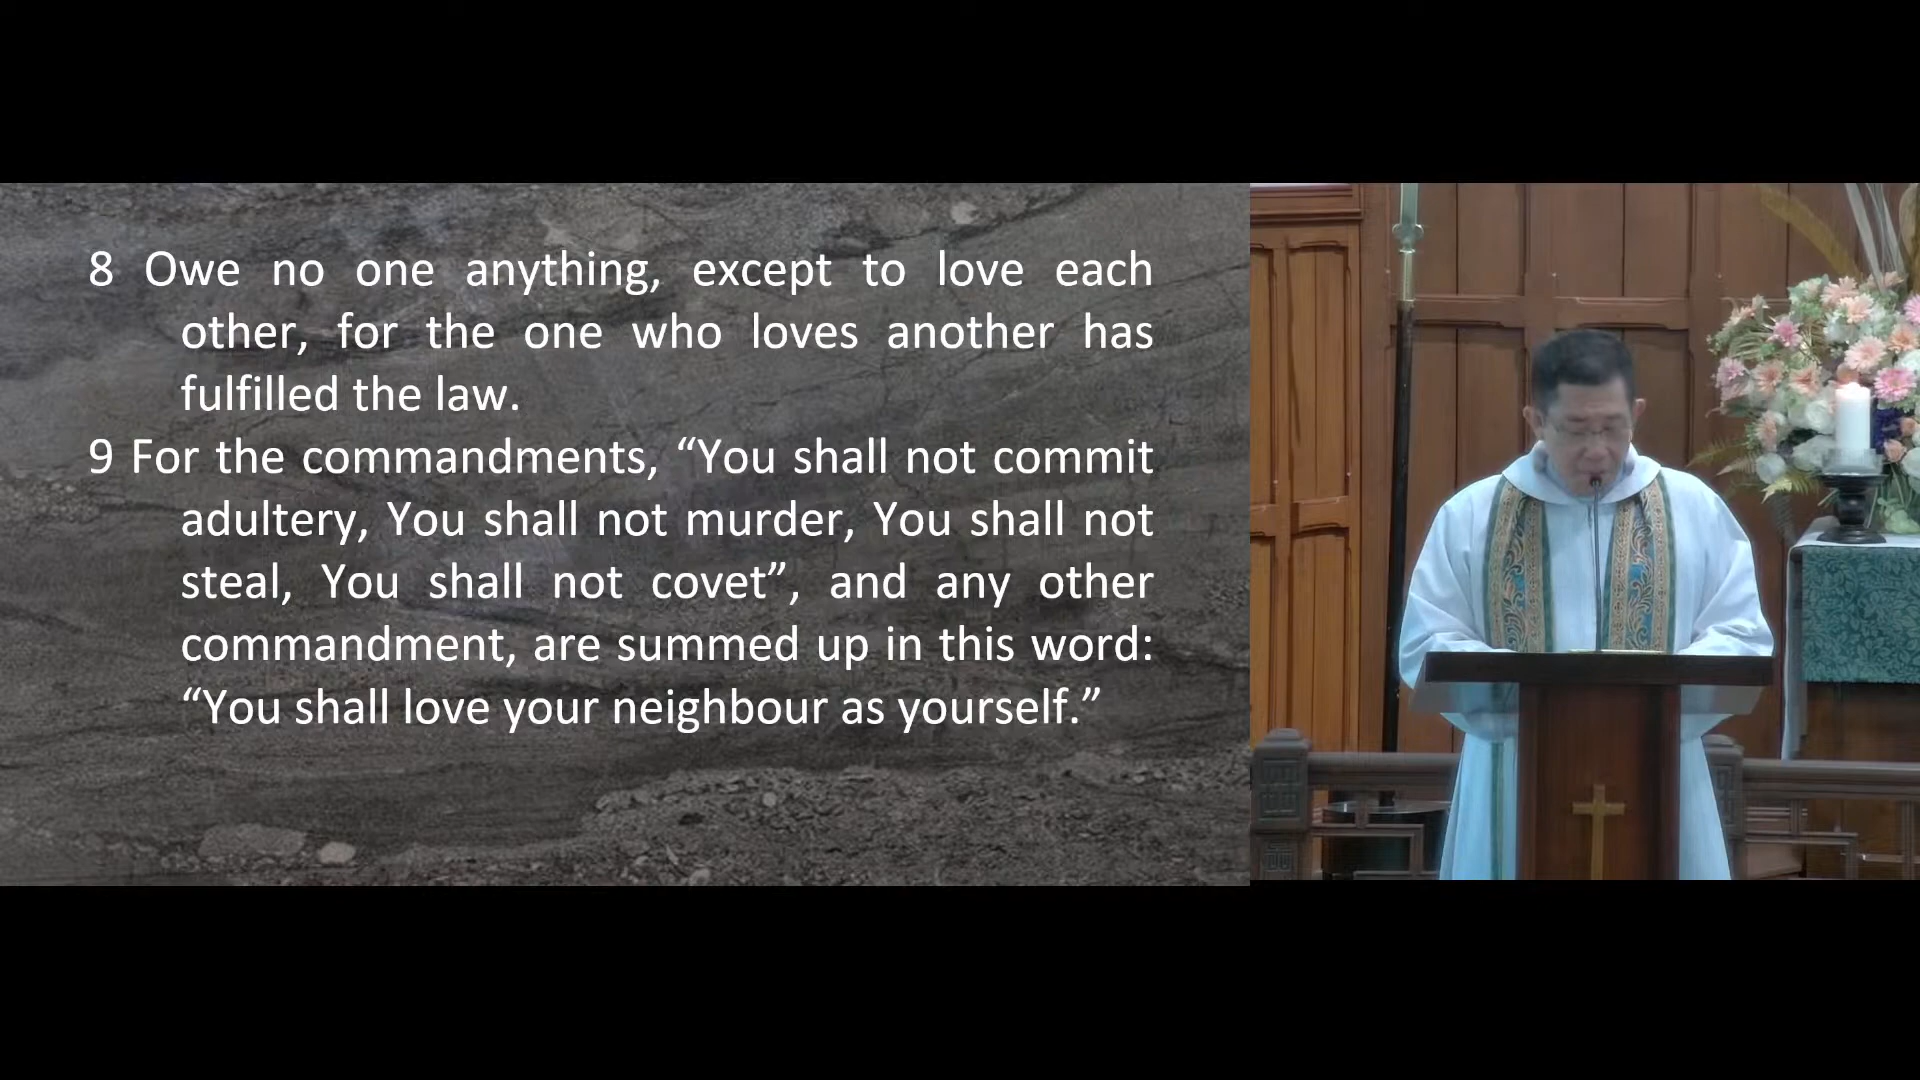 8 Owe no one anything, except to love each
other, for the one who loves another has
fulfilled the law.
9 For the commandments, “You shall not commit
adultery, You shall not murder, You shall not
steal, You shall not covet”, and any other
commandment, are summed up in this word:
“You shall love your neighbour as yourself.”